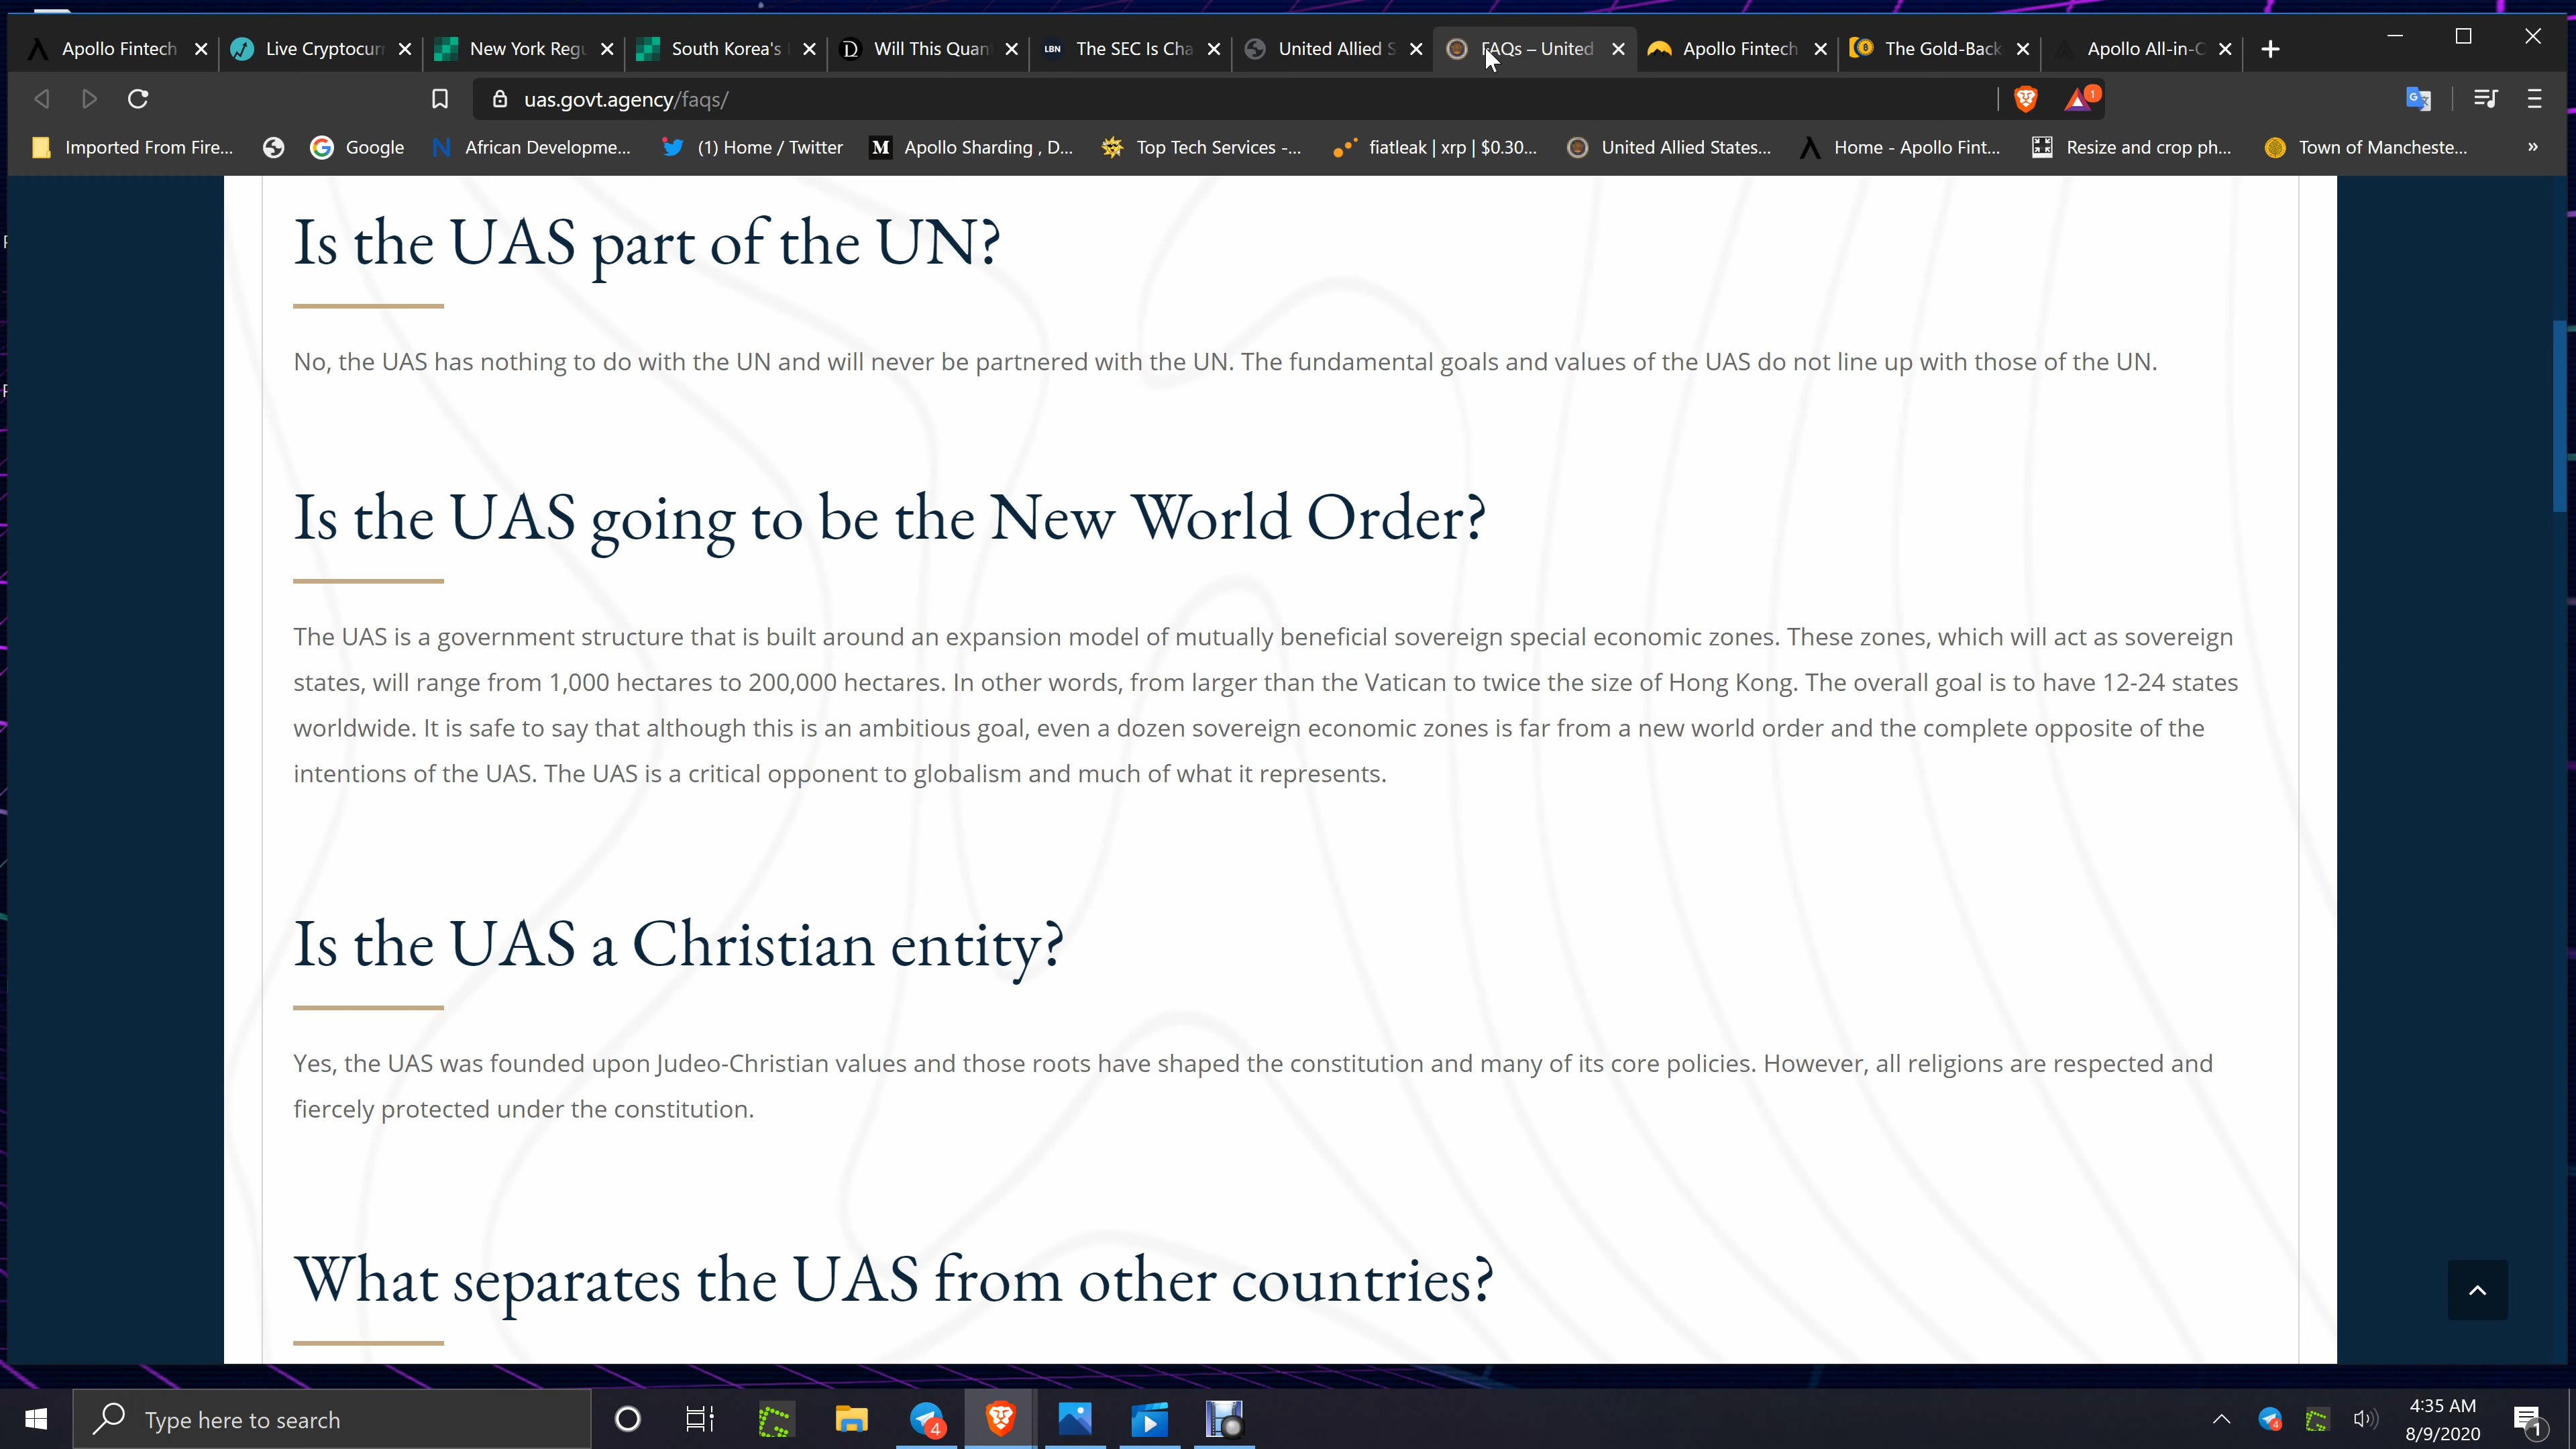 Apollo Fintech
Live Cryptocurr
New York Regu
South Korea's
Will This Quan
LBN
The SEC Is Cha
United Allied S
FAQs – United
Apollo Fintech
The Gold-Back
Apollo All-in-C
uas.govt.agency/faqs/
1
Imported From Fire...
Google
African Developme...
(1) Home / Twitter
Apollo Sharding , D...
Top Tech Services -...
fiatleak | xrp | $0.30...
United Allied States...
Home - Apollo Fint...
Resize and crop ph...
Town of Mancheste...
»
Is the UAS part of the UN?
No, the UAS has nothing to do with the UN and will never be partnered with the UN. The fundamental goals and values of the UAS do not line up with those of the UN.
Is the UAS going to be the New World Order?
The UAS is a government structure that is built around an expansion model of mutually beneficial sovereign special economic zones. These zones, which will act as sovereign
states, will range from 1,000 hectares to 200,000 hectares. In other words, from larger than the Vatican to twice the size of Hong Kong. The overall goal is to have 12-24 states
worldwide. It is safe to say that although this is an ambitious goal, even a dozen sovereign economic zones is far from a new world order and the complete opposite of the
intentions of the UAS. The UAS is a critical opponent to globalism and much of what it represents.
Is the UAS a Christian entity?
Yes, the UAS was founded upon Judeo-Christian values and those roots have shaped the constitution and many of its core policies. However, all religions are respected and
fiercely protected under the constitution.
What separates the UAS from other countries?
Type here to search
4
4:35 AM
8/9/2020
1